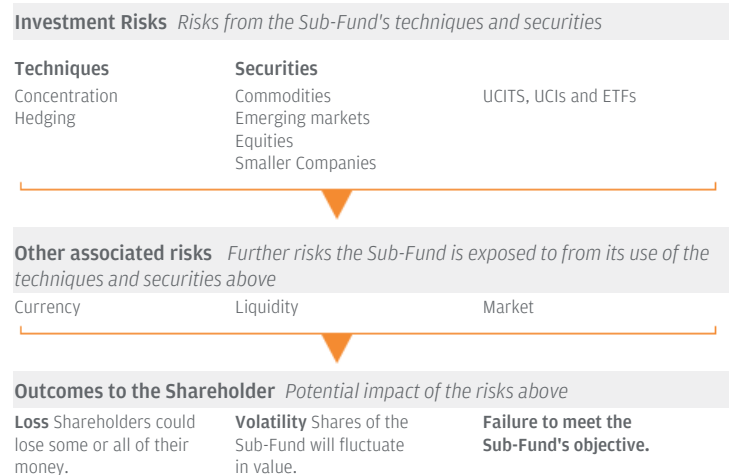 Investment Risks Risks from the Sub-Fund's techniques and securities
Techniques
Concentration
Hedging
Securities
Commodities
Emerging markets
Equities
Smaller Companies
UCITS, UCIs and ETFs
Other associated risks Further risks the Sub-Fund is exposed to from its use of the
techniques and securities above
Currency
Liquidity
Market
Outcomes to the Shareholder Potential impact of the risks above
Loss Shareholders could
lose some or all of their
money.
Volatility Shares of the
Sub-Fund will fluctuate
in value.
Failure to meet the
Sub-Fund's objective.